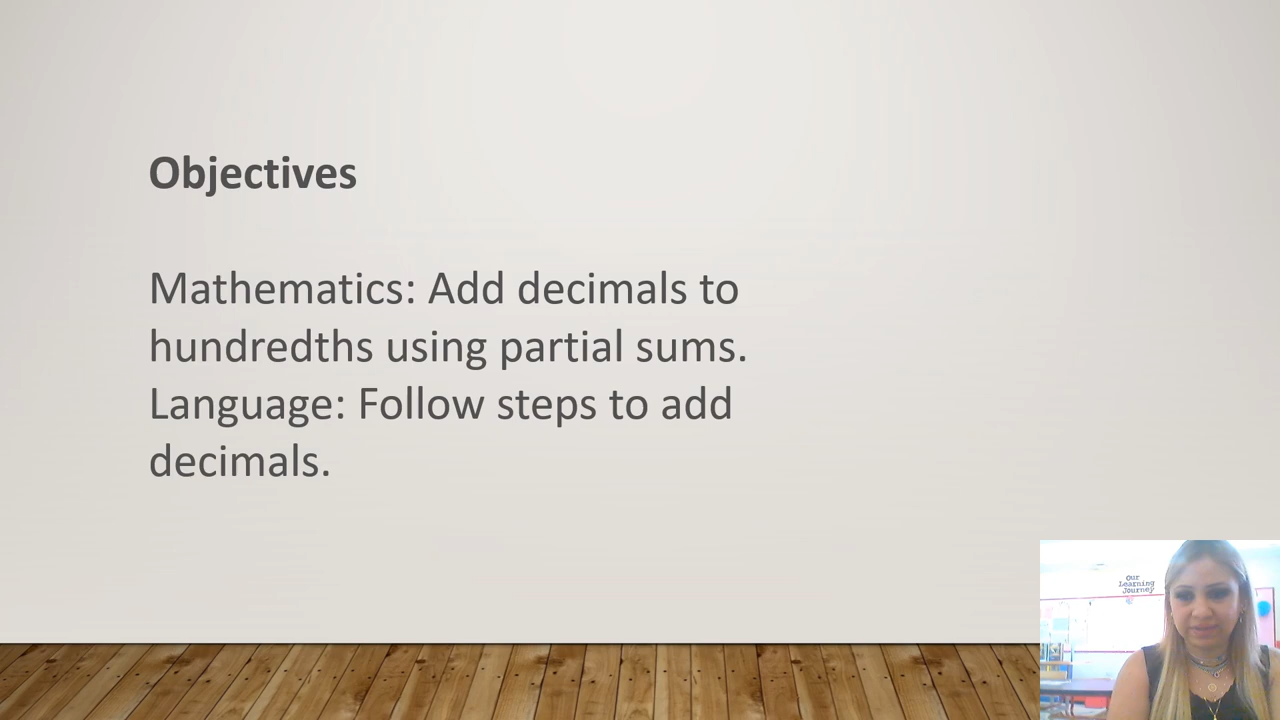 Objectives
Mathematics: Add decimals to
hundredths using partial sums.
Language: Follow steps to add
decimals.
Our
Learning
Journey